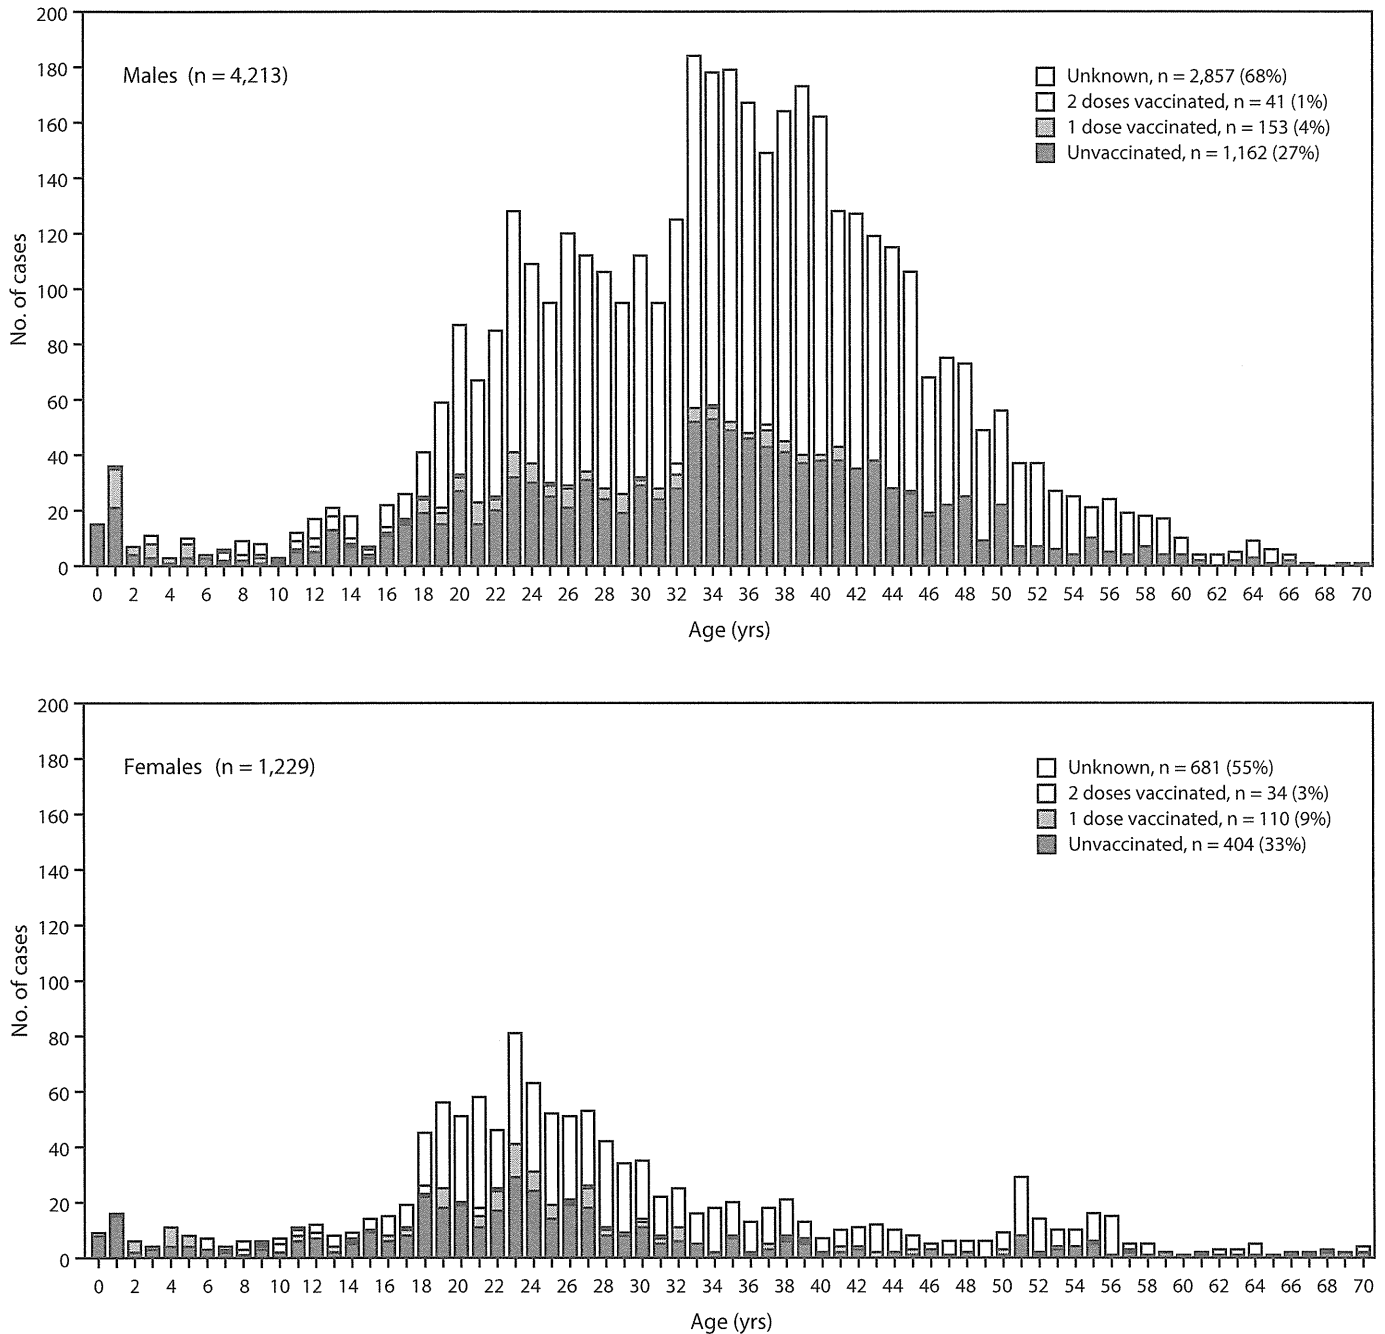 200
180
160
140
120
100
80
60
40
20
0
No. of cases
Males (n = 4,213)
Unknown, n = 2,857 (68%)
2 doses vaccinated, n = 41 (1%)
1 dose vaccinated, n = 153 (4%)
Unvaccinated, n = 1,162 (27%)
0 2 4 6 8 10 12 14 16 18 20 22 24 26 28 30 32 34 36 38 40 42 44 46 48 50 52 54 56 58 60 62 64 66 68 70
Age (yrs)
200
180
160
140
120
100
80
60
40
20
0
No. of cases
Females (n = 1,229)
Unknown, n = 681 (55%)
2 doses vaccinated, n = 34 (3%)
1 dose vaccinated, n = 110 (9%)
Unvaccinated, n = 404 (33%)
0 2 4 6 8 10 12 14 16 18 20 22 24 26 28 30 32 34 36 38 40 42 44 46 48 50 52 54 56 58 60 62 64 66 68 70
Age (yrs)